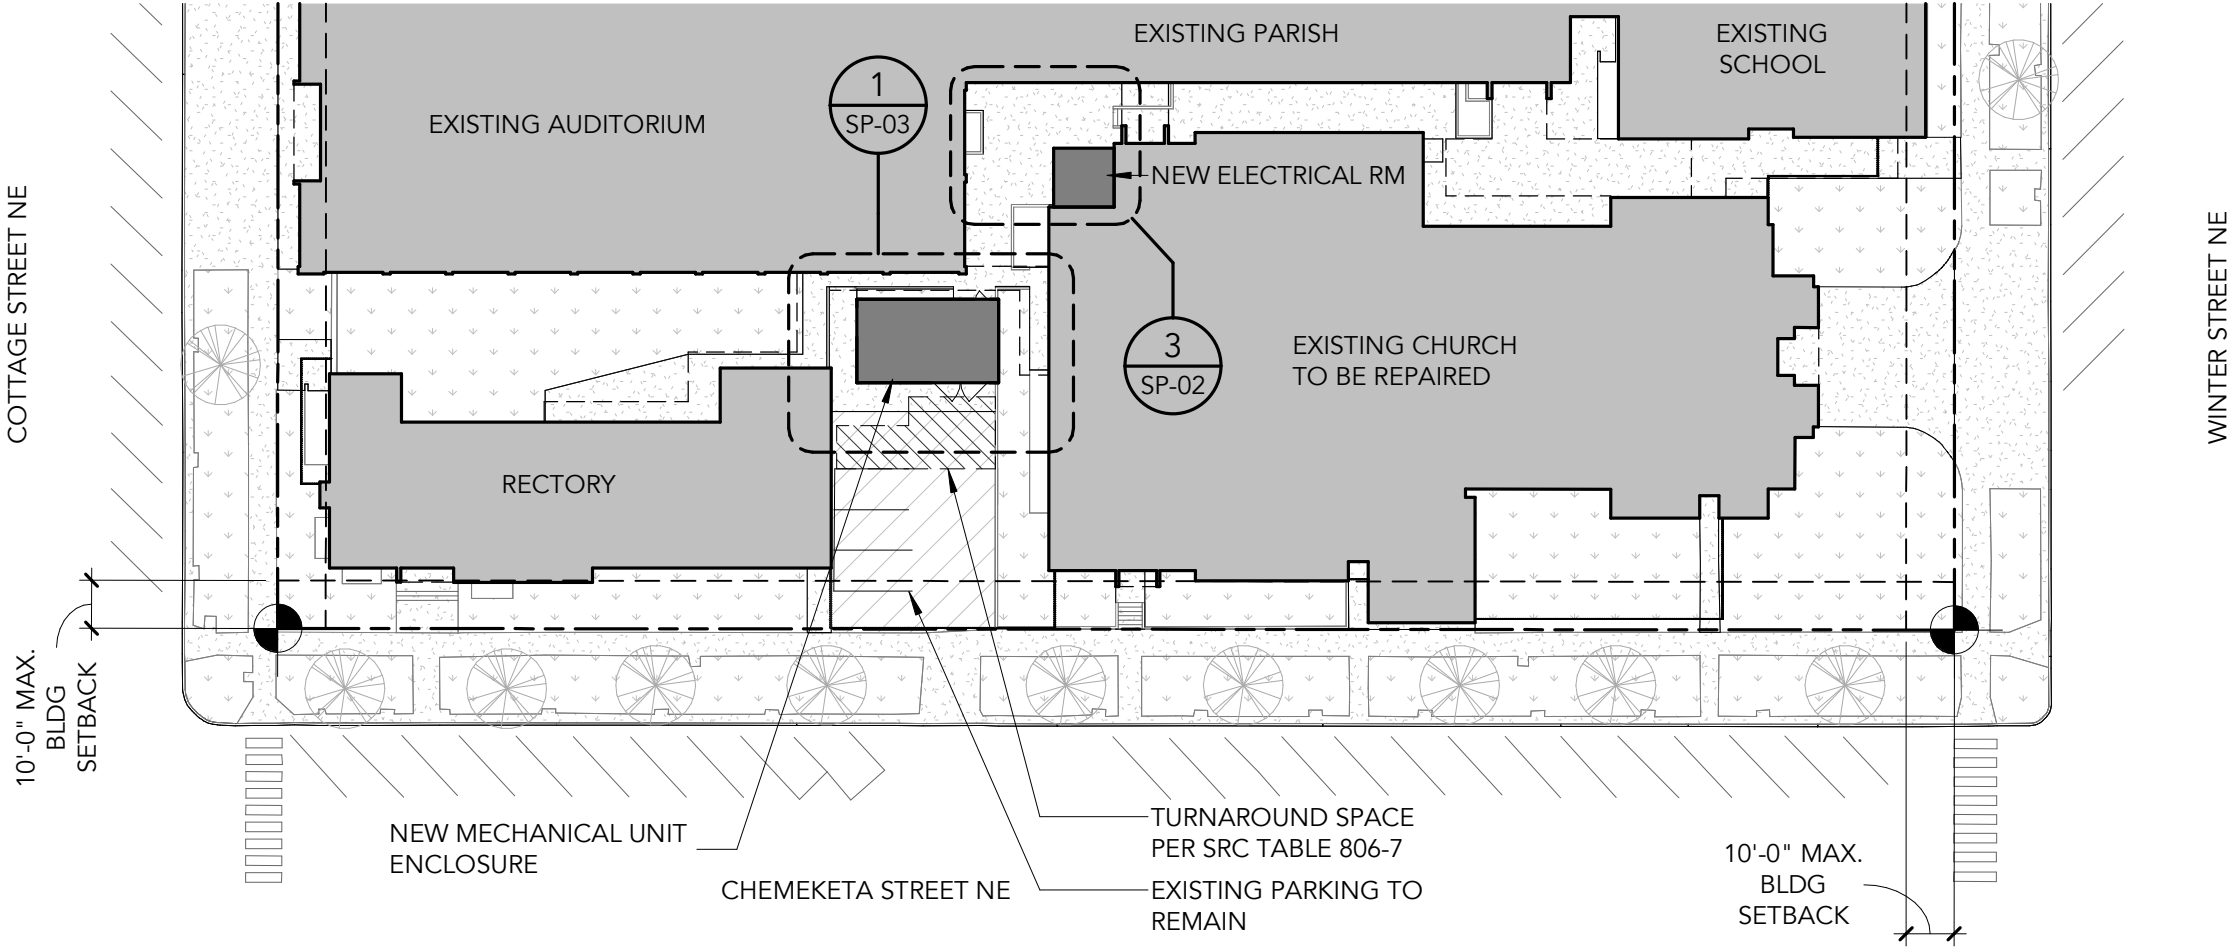 EXISTING PARISH
EXISTING
SCHOOL
1
SP-03
EXISTING AUDITORIUM
NEW ELECTRICAL RM
COTTAGE STREET NE
WINTER STREET NE
3
SP-02
EXISTING CHURCH
TO BE REPAIRED
RECTORY
10'-0" MAX.
BLDG
SETBACK
NEW MECHANICAL UNIT
ENCLOSURE
TURNAROUND SPACE
PER SRC TABLE 806-7
CHEMEKETA STREET NE
EXISTING PARKING TO
REMAIN
10'-0" MAX.
BLDG
SETBACK